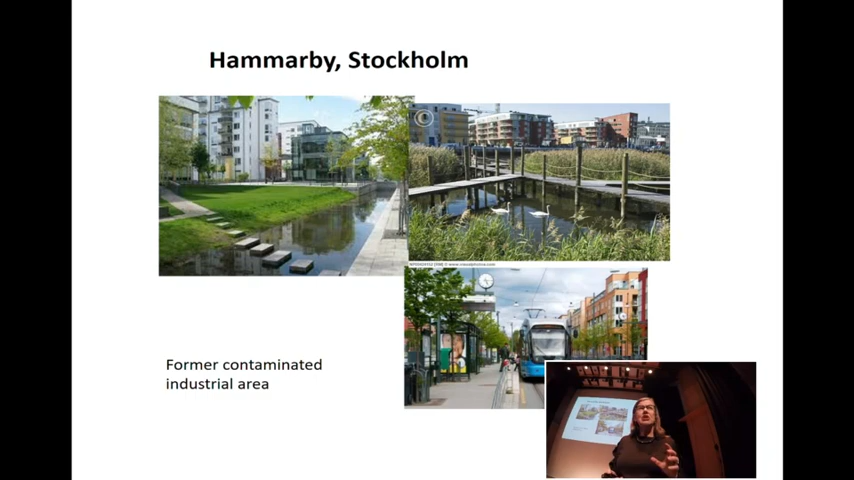 Hammarby, Stockholm
Former contaminated
industrial area